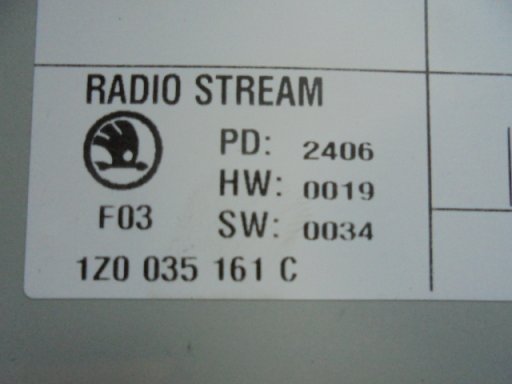 RADIO STREAM
PD: 2406
HW: 0019
F03
SW: 0034
1Z0 035 161 C